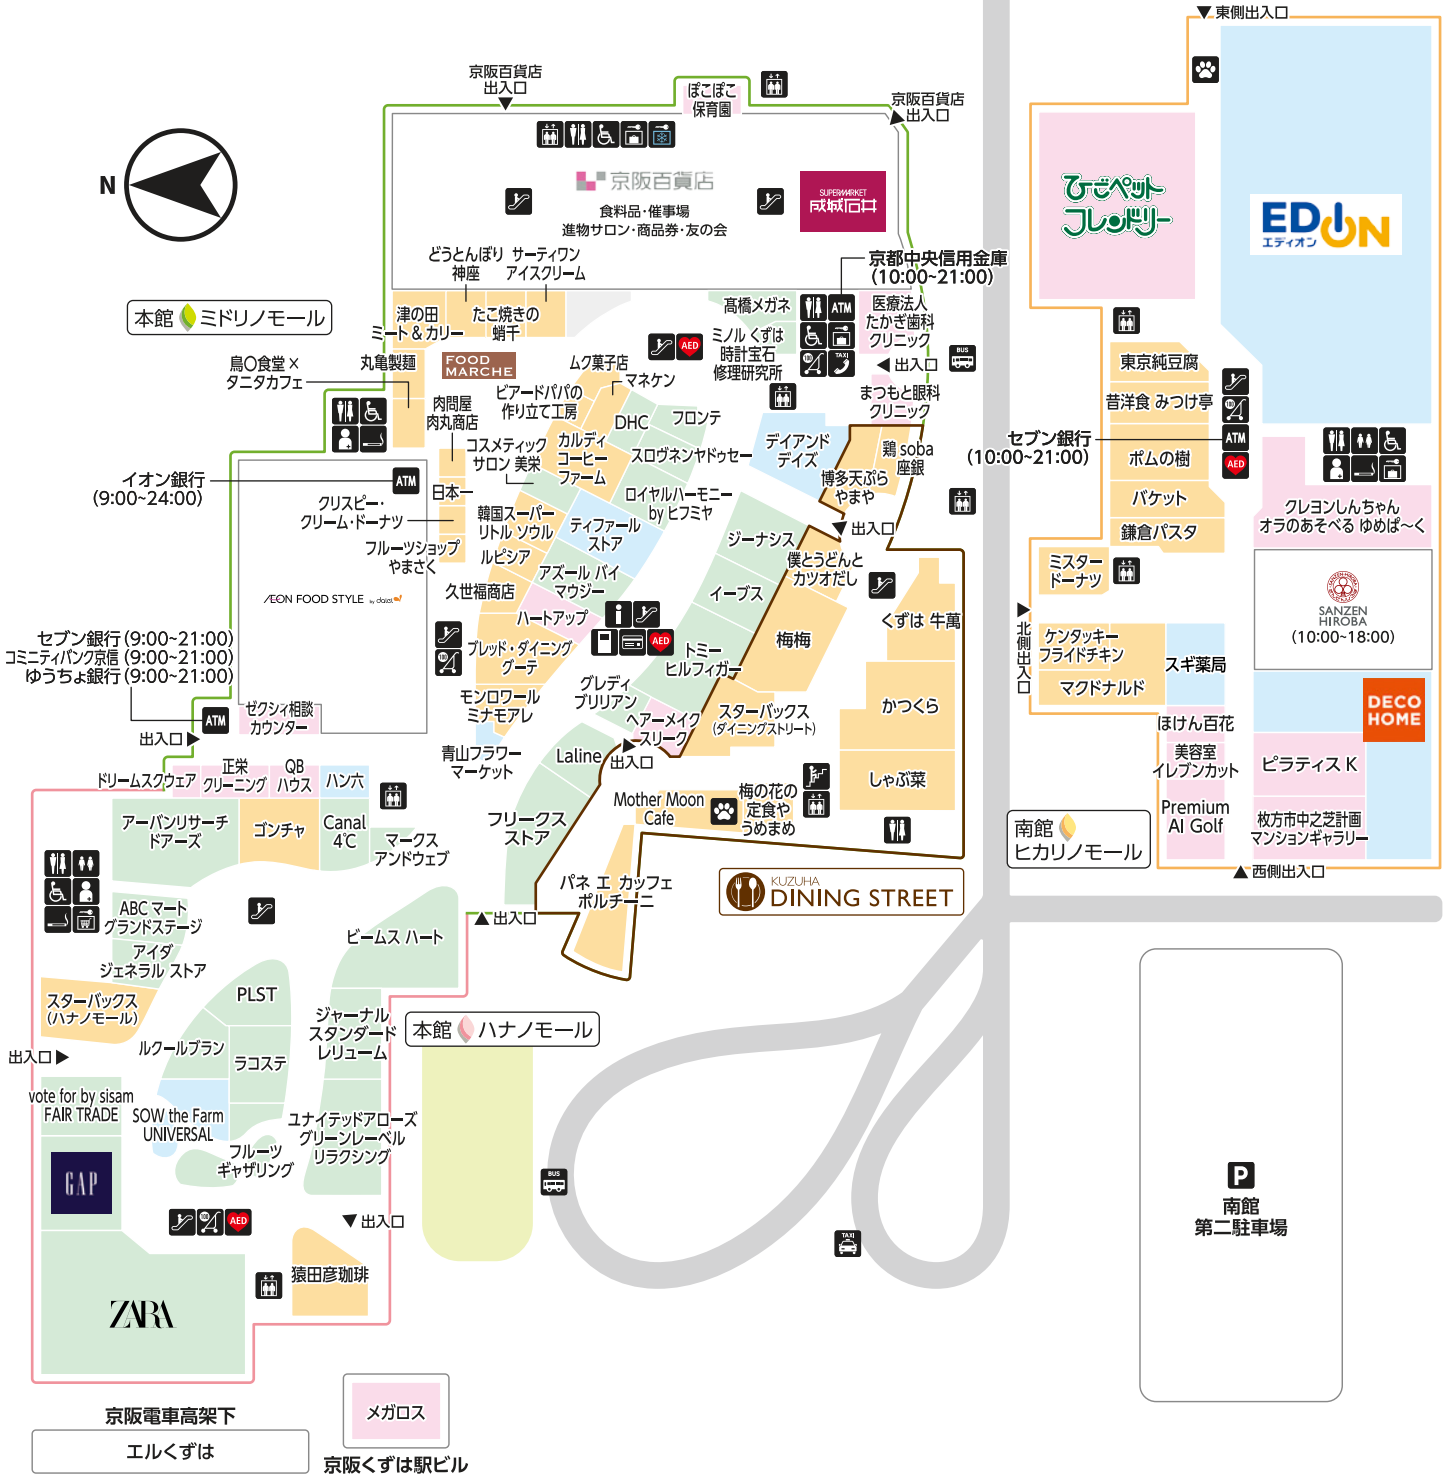 東側出入口
京阪百貨店
出入口
ぽこぽこ
保育園
京阪百貨店
出入口
N
京阪百貨店
食料品・催事場
進物サロン・商品券・友の会
SUPERMARKET
成城石井
ひごペット
フレンドリー
EDION
エディオン
どうとんぼり
神座
サーティワン
アイスクリーム
京都中央信用金庫
(10:00~21:00)
ATM
本館 ミドリノモール
津の田
ミート&カリー
たこ焼きの
蛸千
髙橋メガネ
ミノル くずは
時計宝石
修理研究所
100
TAXI
医療法人
たかぎ歯科
クリニック
出入口
BUS
まつもと眼科
クリニック
鳥〇食堂×
タニタカフェ
丸亀製麺
FOOD
MARCHE
AED
ムク菓子店
マネケン
ビアードパパの
作り立て工房
肉問屋
肉丸商店
コスメティック
サロン 美栄
カルディ
コーヒー
ファーム
DHC
フロンテ
スロヴェンヤドゥセー
ロイヤルハーモニー
by ヒフミヤ
デイアンド
デイズ
鶏 soba
座銀
博多天ぷら
やまや
出入口
東京純豆腐
昔洋食 みつけ亭
ポムの樹
パケット
鎌倉パスタ
100
ATM
AED
セブン銀行
(10:00~21:00)
クレヨンしんちゃん
オラのあそべる ゆめぱ~く
イオン銀行
(9:00~24:00)
ATM
日本一
クリスピー・
クリーム・ドーナツ
フルーツショップ
やまさく
韓国スーパー
リトル ソウル
ルピシア
久世福商店
ティファール
ストア
アズール バイ
マウジー
ハートアップ
ジーナシス
イーブス
僕とうどんと
カツオだし
くずは 牛萬
ミスター
ドーナツ
SANZEN-HIROBA
SANZEN
HIROBA
(10:00~18:00)
北側出入口
ÆON FOOD STYLE by daiei
セブン銀行(9:00~21:00)
コミュニティバンク京信(9:00~21:00)
ゆうちょ銀行(9:00~21:00)
ATM
出入口
ゼクシィ相談
カウンター
100
ブレッド・ダイニング
グーテ
モンロワール
ミナモアレ
青山フラワー
マーケット
AED
トミー
ヒルフィガー
梅梅
グレディ
ブリリアン
ヘアーメイク
スリーク
出入口
スターバックス
(ダイニングストリート)
かつくら
しゃぶ菜
ケンタッキー
フライドチキン
マクドナルド
スギ薬局
DECO
HOME
ほけん百花
美容室
イレブンカット
ピラティス K
Premium
AI Golf
枚方市中之芝計画
マンションギャラリー
西側出入口
南館
ヒカリノモール
ドリームスクウェア
正栄
クリーニング
QB
ハウス
ハン六
Laline
フリークス
ストア
Mother Moon
Cafe
梅の花の
定食や
うめまめ
アーバンリサーチ
ドアーズ
ゴンチャ
Canal
4℃
マークス
アンドウェブ
パネ エ カッフェ
ポルチーニ
KUZUHA
DINING STREET
出入口
ABC マート
グランドステージ
アイダ
ジェネラル ストア
ビームス ハート
スターバックス
(ハナノモール)
PLST
ジャーナル
スタンダード
レリューム
本館 ハナノモール
出入口
ルクールブラン
ラコステ
vote for by sisam
FAIR TRADE
SOW the Farm
UNIVERSAL
ユナイテッドアローズ
グリーンレーベル
リラクシング
フルーツ
ギャザリング
GAP
100
AED
出入口
BUS
TAXI
P
南館
第二駐車場
猿田彦珈琲
ZARA
京阪電車高架下
エルくずは
メガロス
京阪くずは駅ビル